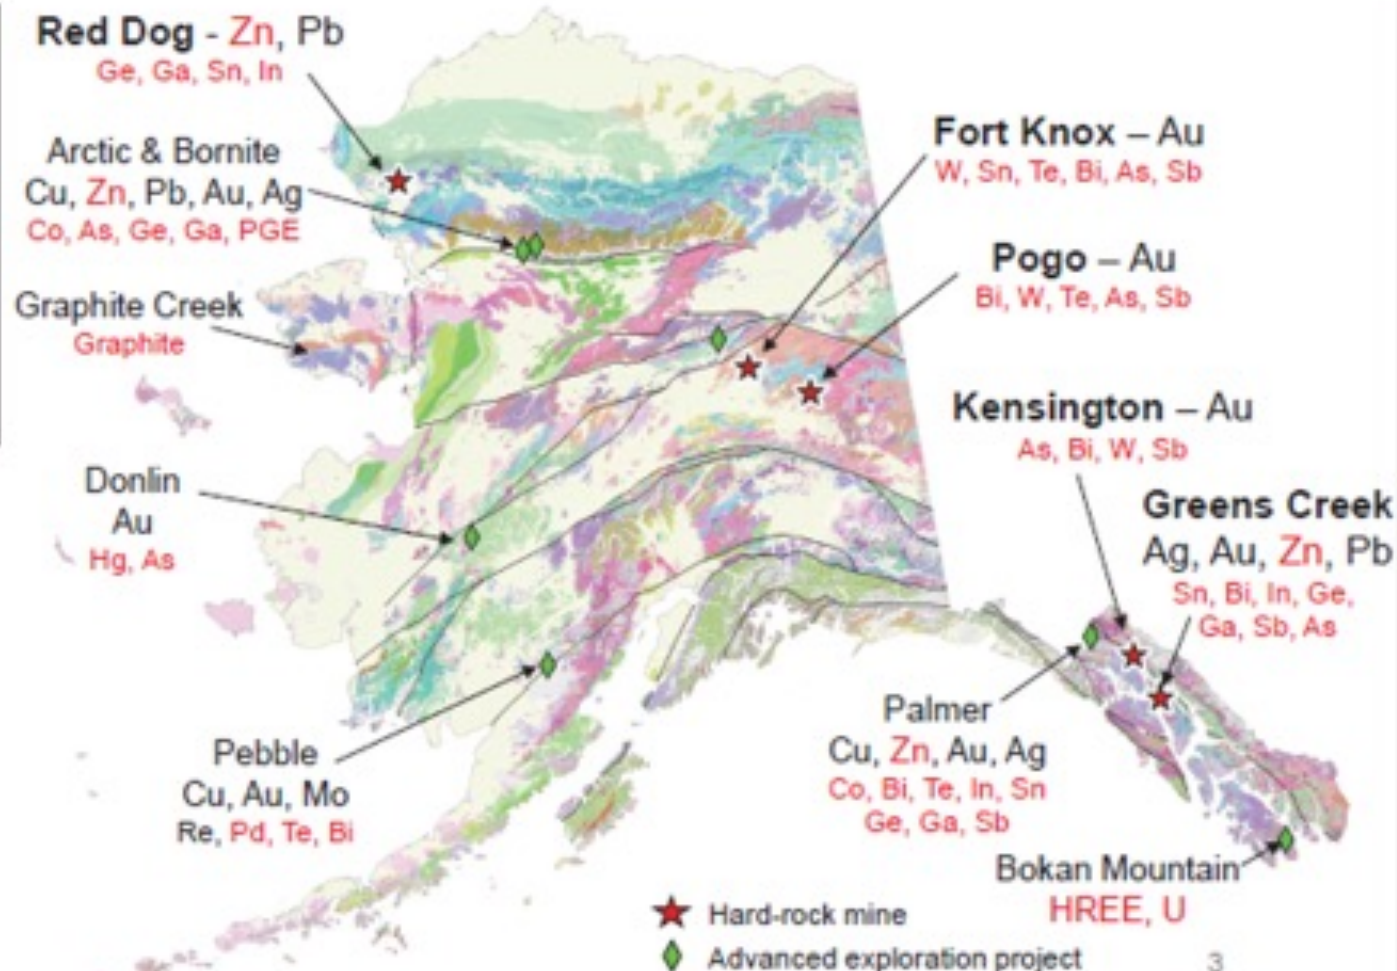 Red Dog - Zn, Pb
Ge, Ga, Sn, In
Arctic & Bornite
Cu, Zn, Pb, Au, Ag
Co, As, Ge, Ga, PGE
Graphite Creek
Graphite
Donlin
Au
Hg, As
Pebble
Cu, Au, Mo
Re, Pd, Te, Bi
Fort Knox – Au
W, Sn, Te, Bi, As, Sb
Pogo – Au
Bi, W, Te, As, Sb
Kensington – Au
As, Bi, W, Sb
Greens Creek
Ag, Au, Zn, Pb
Sn, Bi, In, Ge,
Ga, Sb, As
Palmer
Cu, Zn, Au, Ag
Co, Bi, Te, In, Sn
Ge, Ga, Sb
Bokan Mountain
HREE, U
Hard-rock mine
Advanced exploration project
3